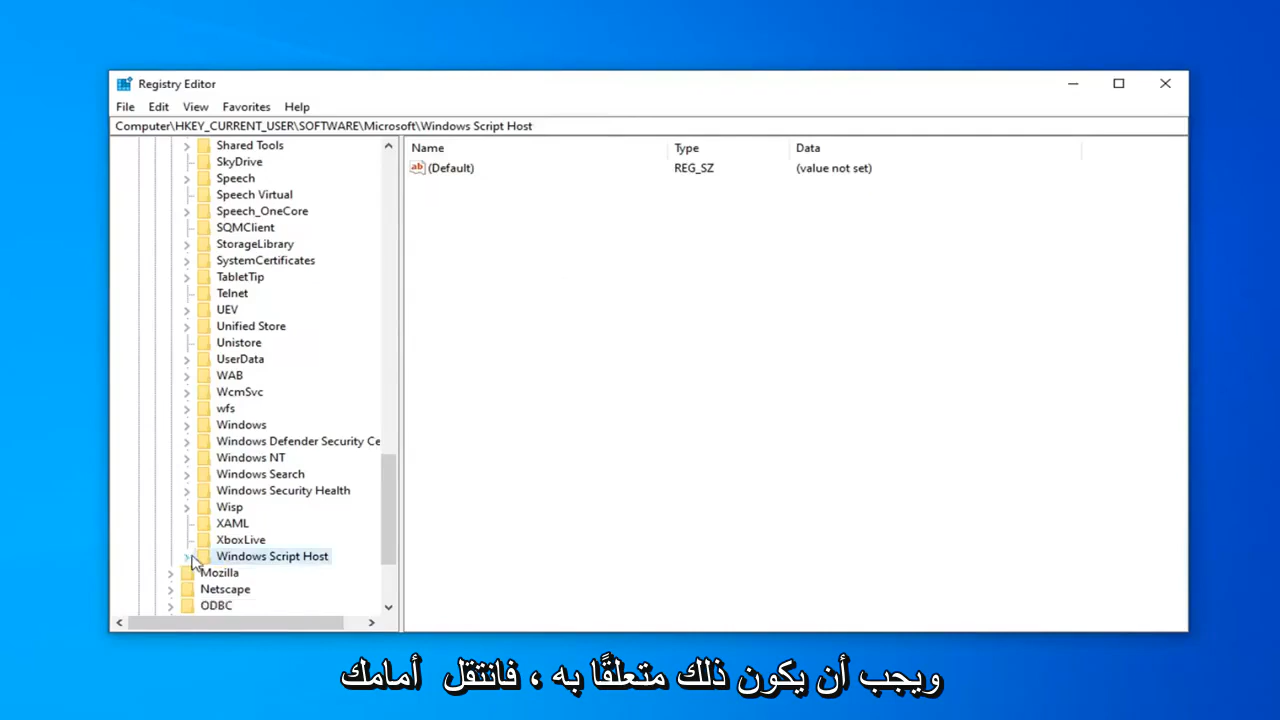 Registry Editor
File Edit View Favorites Help
Computer\HKEY_CURRENT_USER\SOFTWARE\Microsoft\Windows Script Host
Shared Tools
SkyDrive
Speech
Speech Virtual
Speech_OneCore
SQMClient
StorageLibrary
SystemCertificates
TabletTip
Telnet
UEV
Unified Store
Unistore
UserData
WAB
WcmSvc
wfs
Windows
Windows Defender Security Ce
Windows NT
Windows Search
Windows Security Health
Wisp
XAML
XboxLive
Windows Script Host
Mozilla
Netscape
ODBC
Name Type Data
ab (Default) REG_SZ (value not set)
ويجب أن يكون ذلك متعلقًا به ، فانتقل أمامك